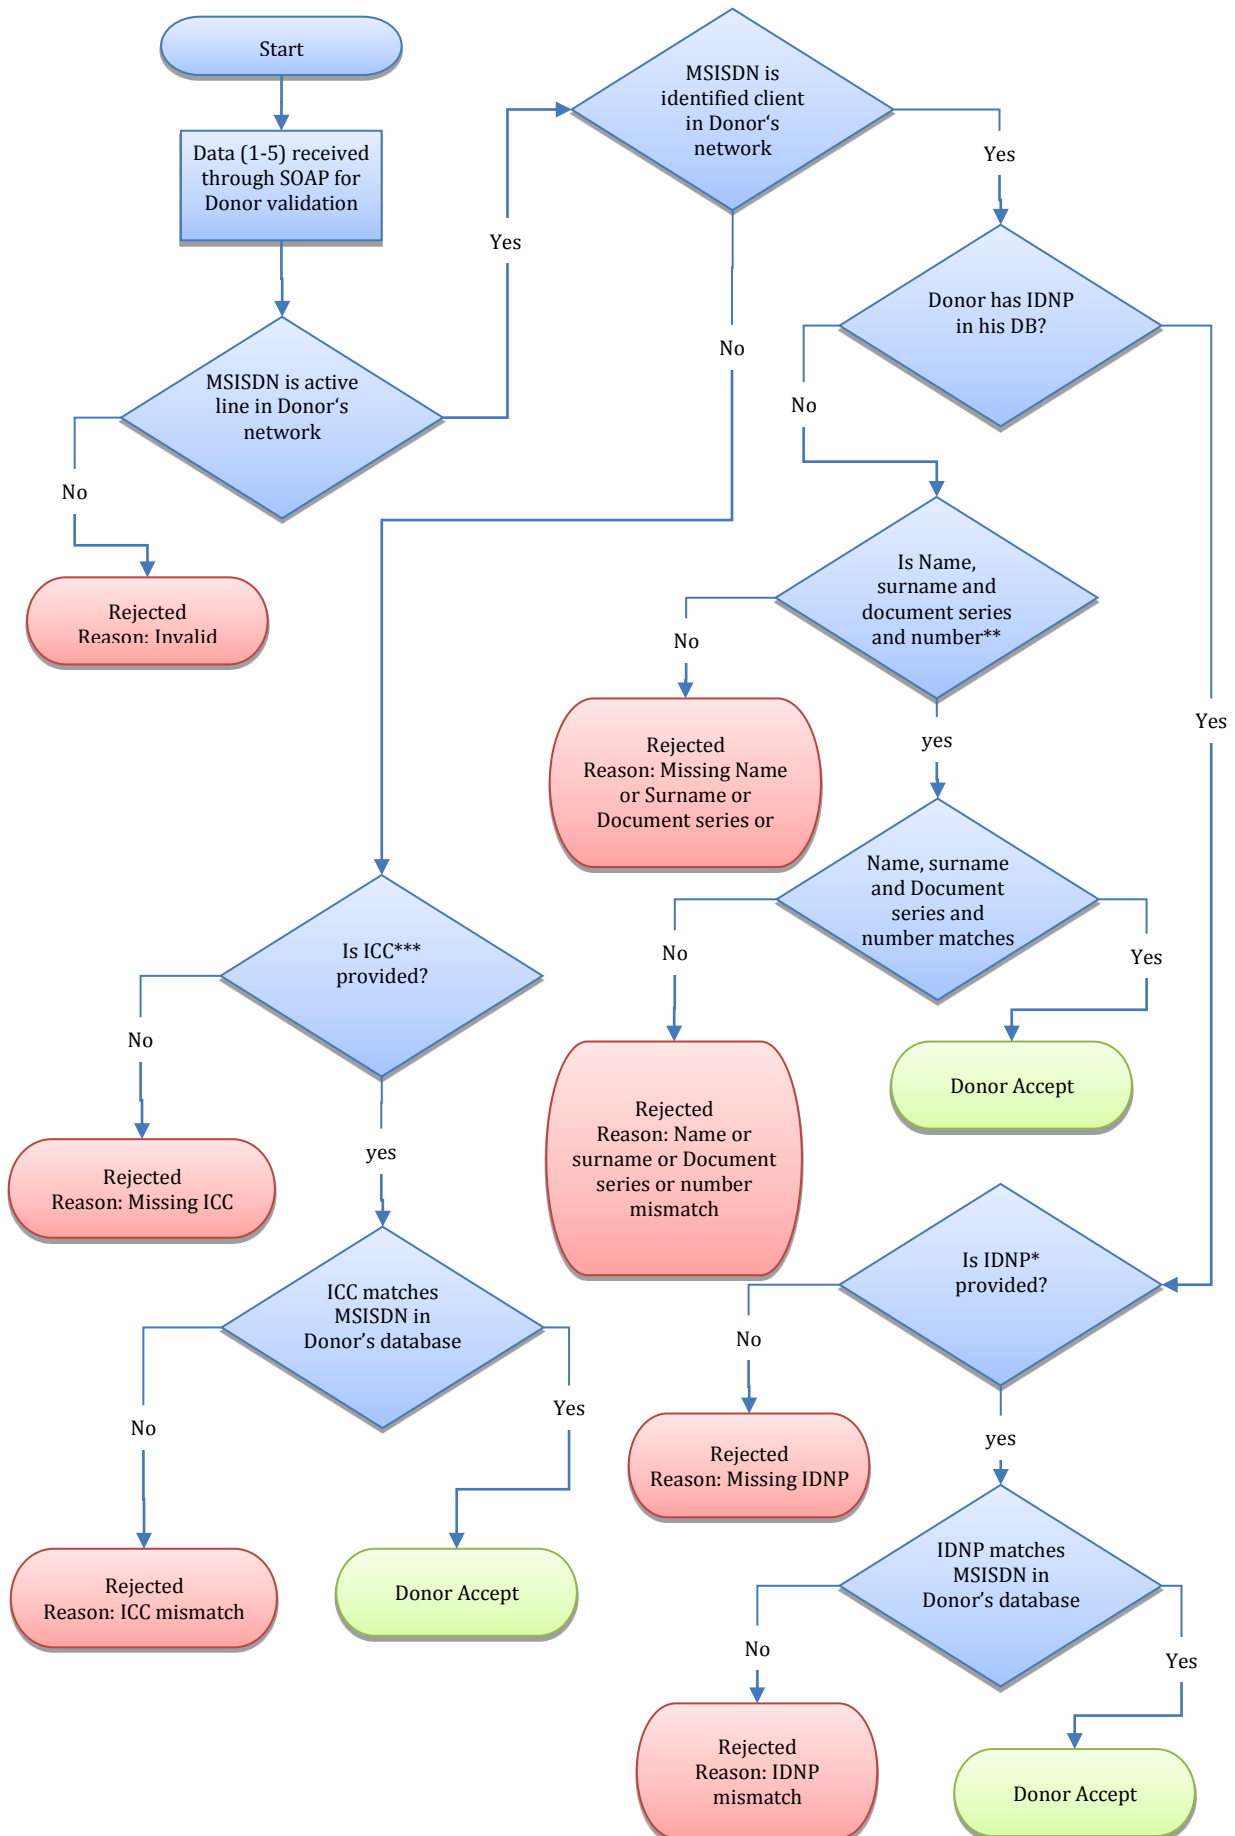 Start
Data (1-5) received
through SOAP for
Donor validation
MSISDN is active
line in Donor‘s
network
Yes
No
Rejected
Reason: Invalid
MSISDN is
identified client
in Donor‘s
network
Yes
No
Donor has IDNP
in his DB?
No
Yes
Is Name,
surname and
document series
and number**
No
yes
Rejected
Reason: Missing Name
or Surname or
Document series or
Name, surname
and Document
series and
number matches
No
Yes
Rejected
Reason: Name or
surname or Document
series or number
mismatch
Donor Accept
Is ICC***
provided?
No
yes
Rejected
Reason: Missing ICC
ICC matches
MSISDN in
Donor’s database
No
Yes
Rejected
Reason: ICC mismatch
Donor Accept
Is IDNP*
provided?
No
yes
Rejected
Reason: Missing IDNP
IDNP matches
MSISDN in
Donor’s database
No
Yes
Rejected
Reason: IDNP
mismatch
Donor Accept